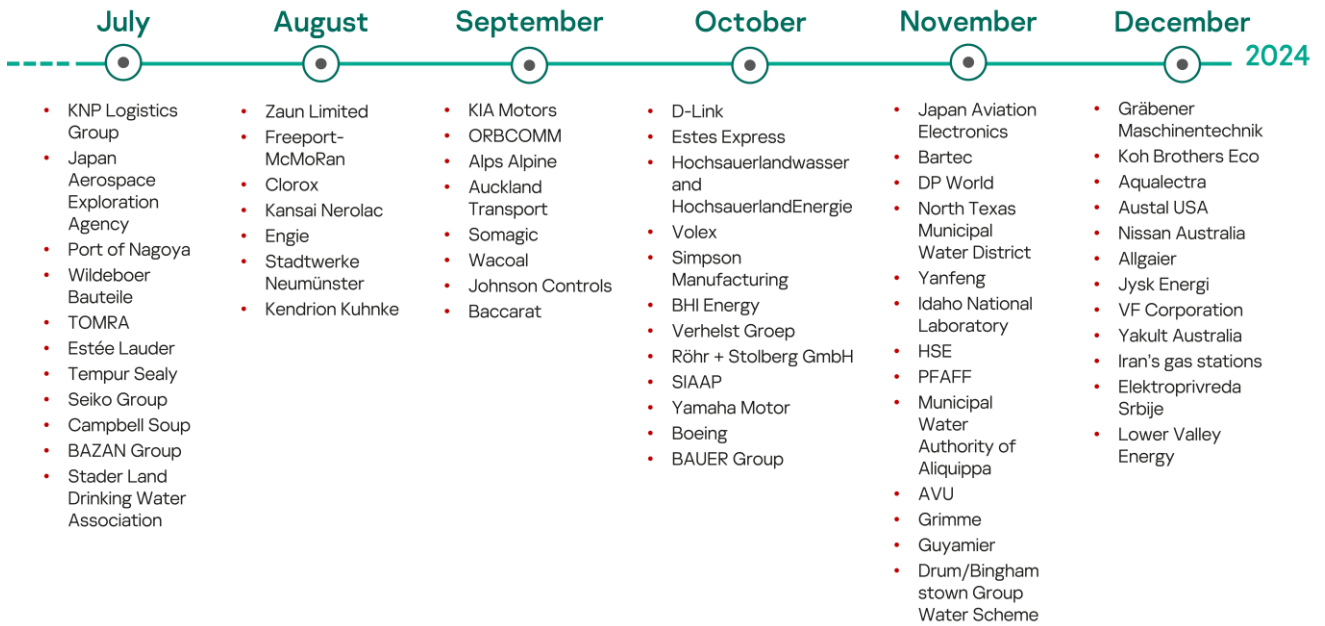 July
August
September
October
November
December
2024
• KNP Logistics
Group
• Japan
Aerospace
Exploration
Agency
• Port of Nagoya
• Wildeboer
Bauteile
• TOMRA
• Estée Lauder
• Tempur Sealy
• Seiko Group
• Campbell Soup
• BAZAN Group
• Stader Land
Drinking Water
Association
• Zaun Limited
• Freeport-
McMoRan
• Clorox
• Kansai Nerolac
• Engie
• Stadtwerke
Neumünster
• Kendrion Kuhnke
• KIA Motors
• ORBCOMM
• Alps Alpine
• Auckland
Transport
• Somagic
• Wacoal
• Johnson Controls
• Baccarat
• D-Link
• Estes Express
• Hochsauerlandwasser
and
HochsauerlandEnergie
• Volex
• Simpson
Manufacturing
• BHI Energy
• Verhelst Groep
• Röhr + Stolberg GmbH
• SIAAP
• Yamaha Motor
• Boeing
• BAUER Group
• Japan Aviation
Electronics
• Bartec
• DP World
• North Texas
Municipal
Water District
• Yanfeng
• Idaho National
Laboratory
• HSE
• PFAFF
• Municipal
Water
Authority of
Aliquippa
• AVU
• Grimme
• Guyamier
• Drum/Bingham
stown Group
Water Scheme
• Gräbener
Maschinentechnik
• Koh Brothers Eco
• Aqualectra
• Austal USA
• Nissan Australia
• Allgaier
• Jysk Energi
• VF Corporation
• Yakult Australia
• Iran's gas stations
• Elektroprivreda
Srbije
• Lower Valley
Energy